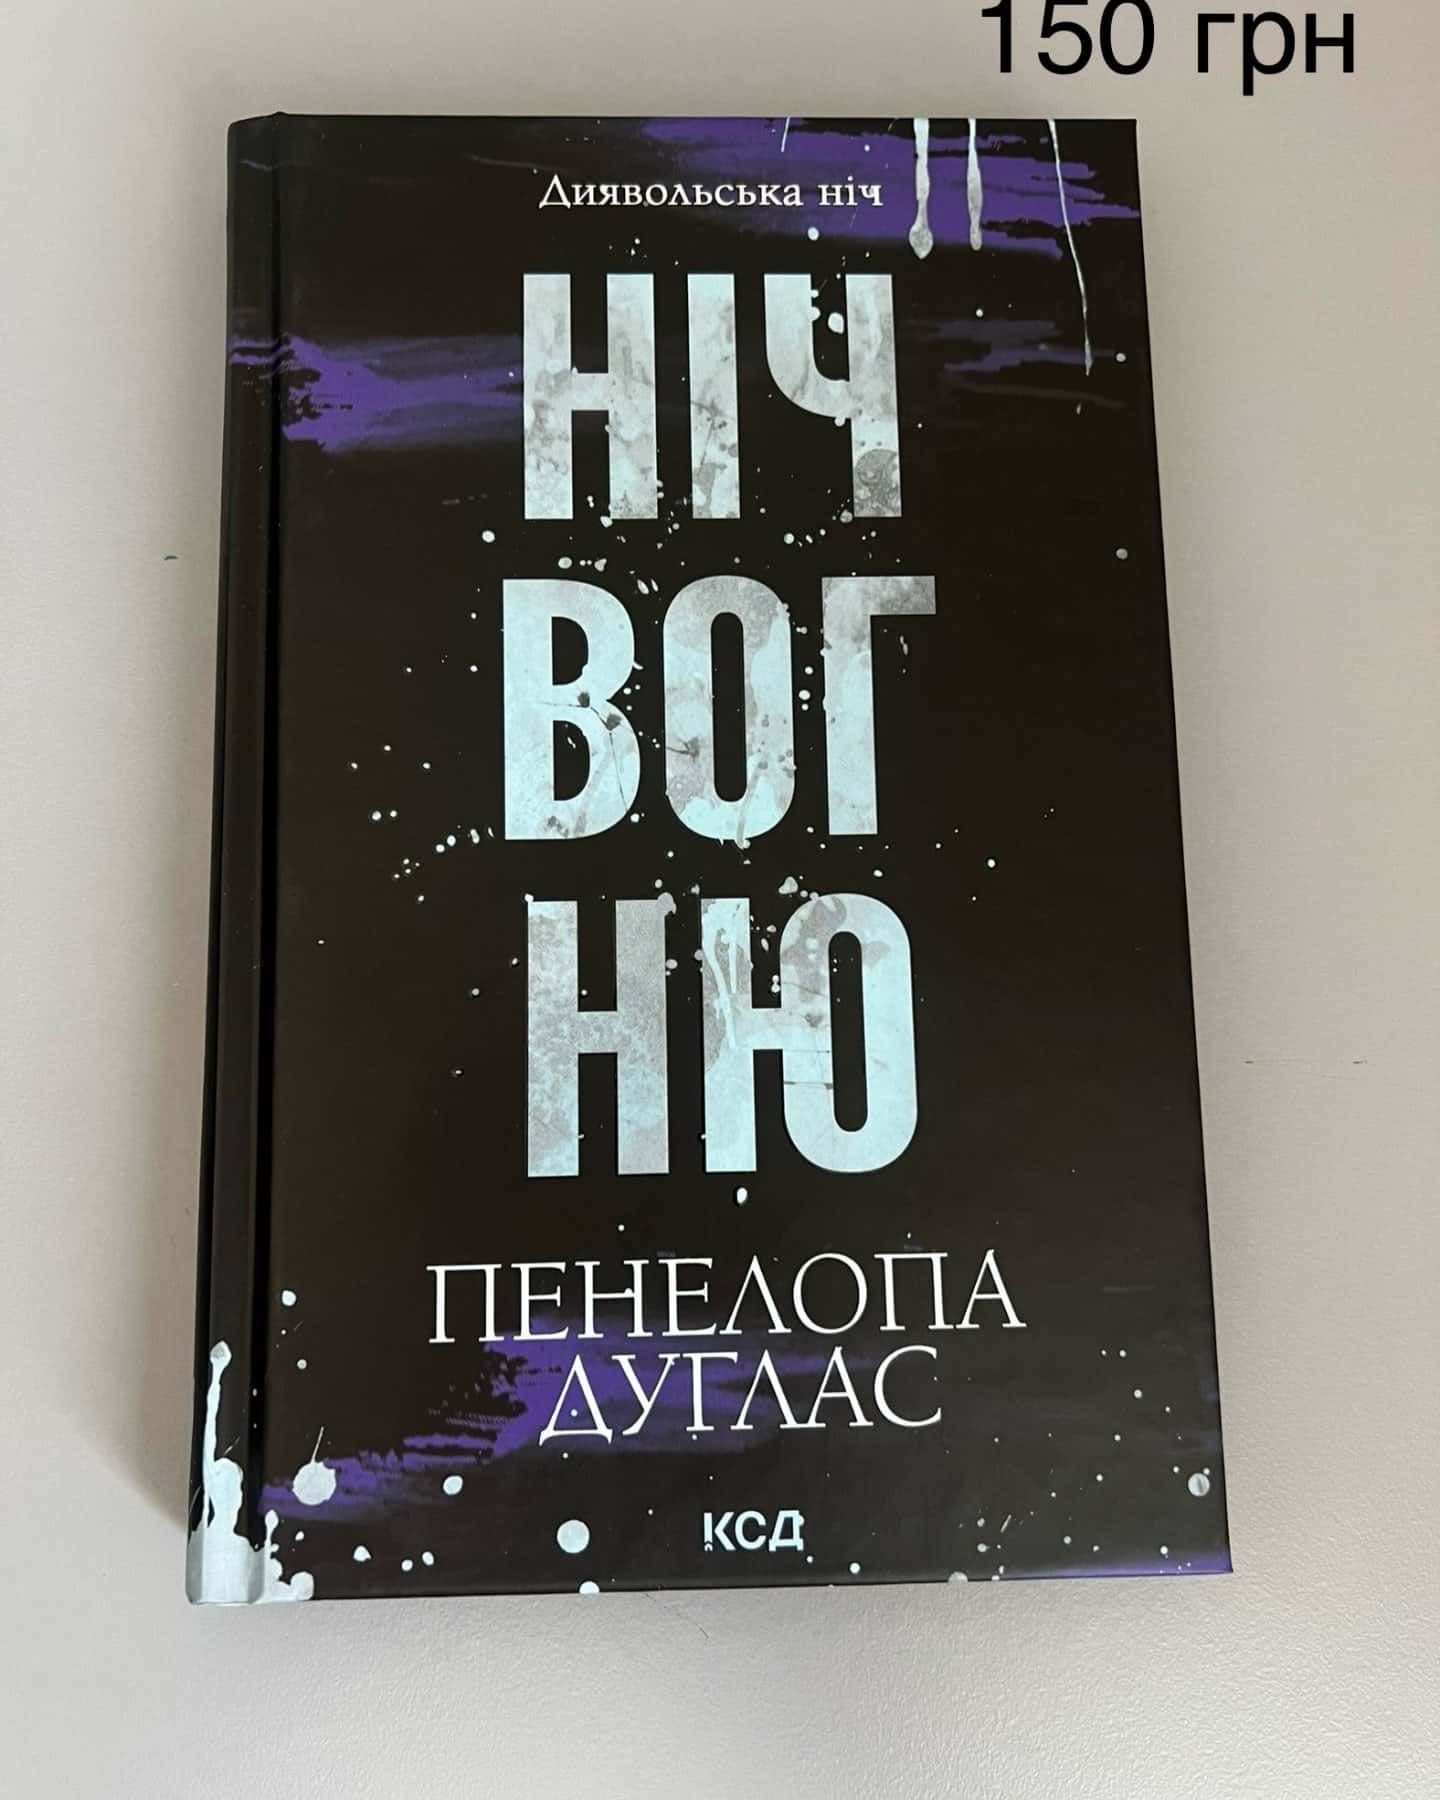 150 грн
Диявольська ніч
НІЧ
ВОГ
НЮ
ПЕНЕЛОПА
ДУГЛАС
КСД